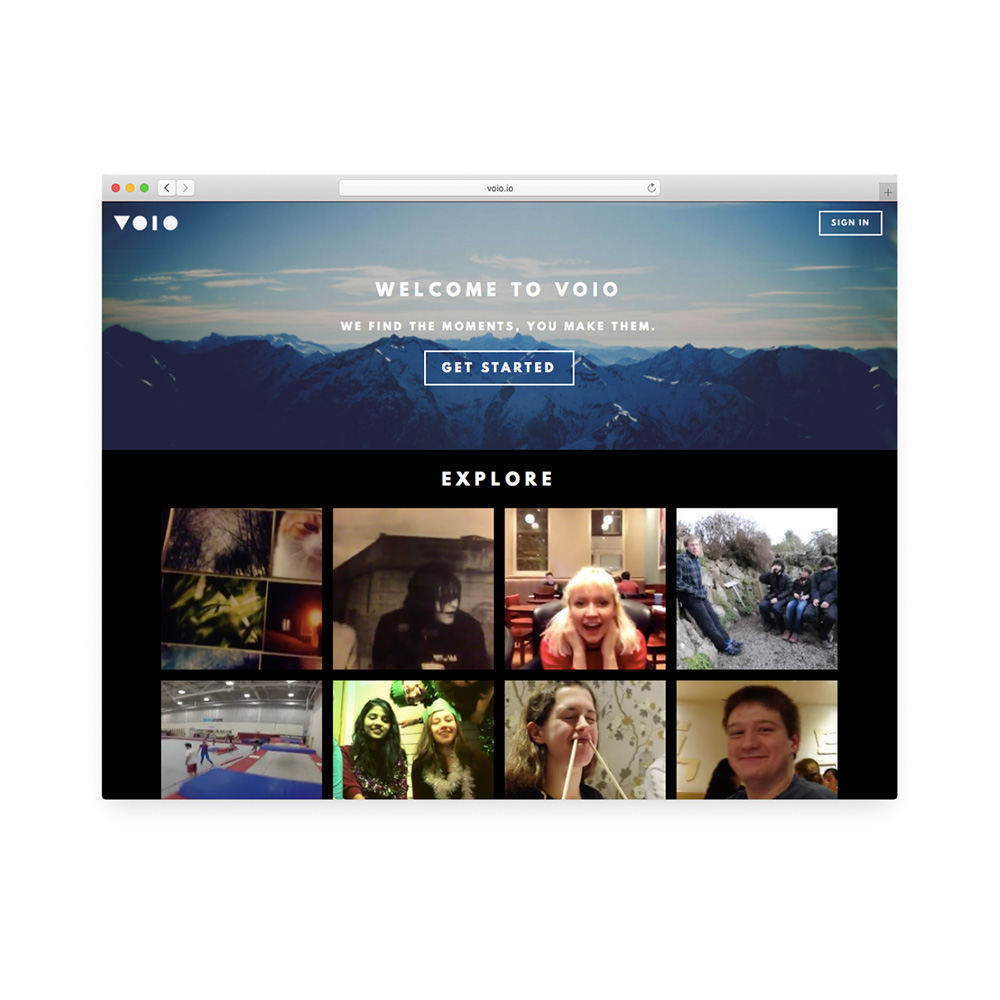 voio.io
VOIO
SIGN IN
WELCOME TO VOIO
WE FIND THE MOMENTS, YOU MAKE THEM.
GET STARTED
EXPLORE